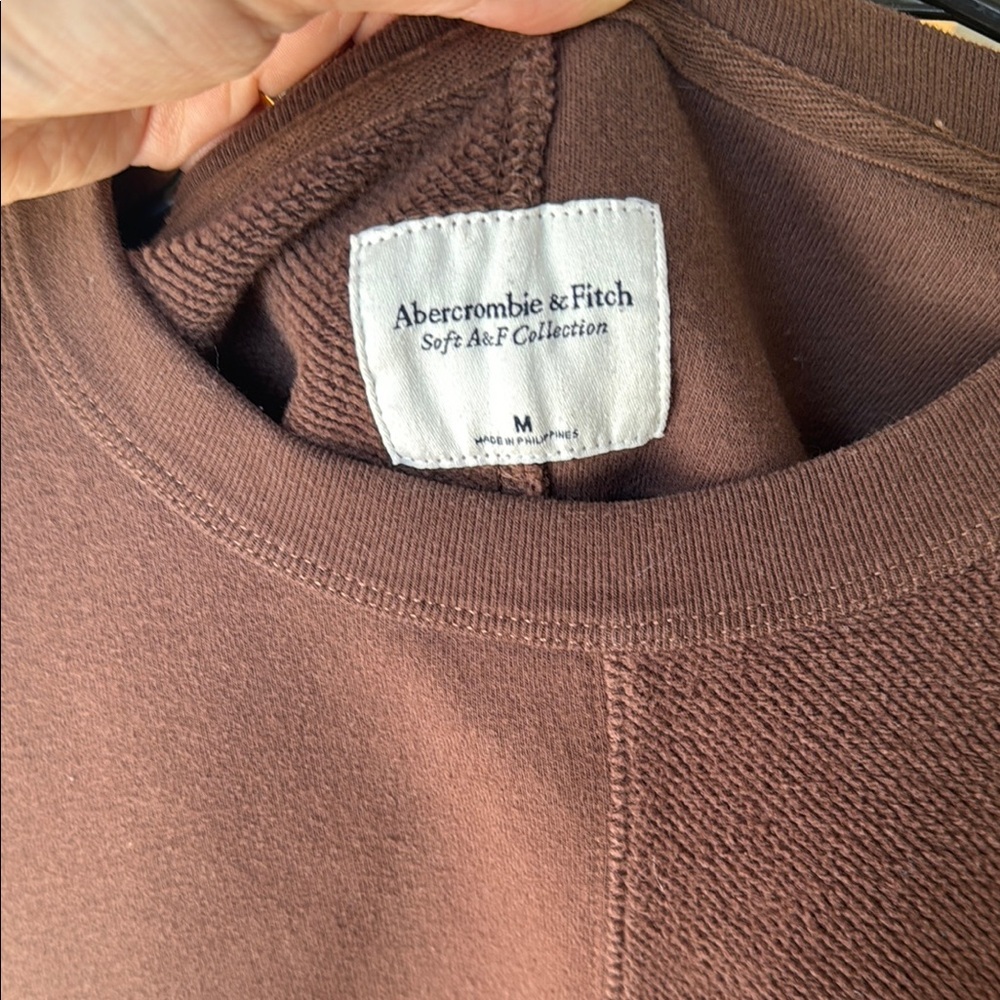 Abercrombie & Fitch
Soft A&F Collection
M
MADE IN PHILIPPINES